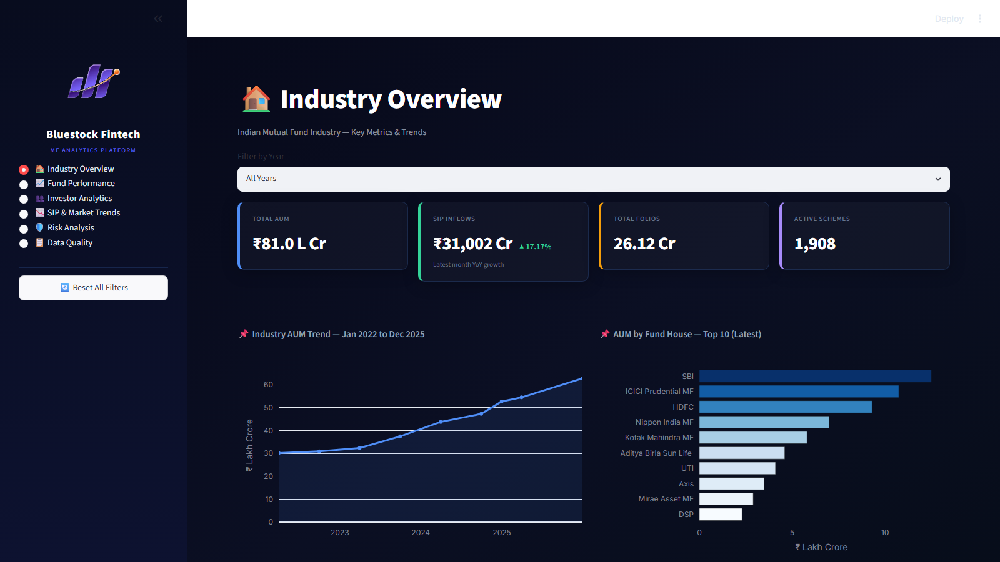 Deploy
Bluestock Fintech
MF ANALYTICS PLATFORM
Industry Overview
Fund Performance
Investor Analytics
SIP & Market Trends
Risk Analysis
Data Quality
Reset All Filters
Industry Overview
Indian Mutual Fund Industry — Key Metrics & Trends
Filter by Year
All Years
TOTAL AUM
₹81.0 L Cr
SIP INFLOWS
₹31,002 Cr ▲ 17.17%
Latest month YoY growth
TOTAL FOLIOS
26.12 Cr
ACTIVE SCHEMES
1,908
Industry AUM Trend — Jan 2022 to Dec 2025
60
50
40
30
20
10
0
₹ Lakh Crore
2023 2024 2025
AUM by Fund House — Top 10 (Latest)
SBI
ICICI Prudential MF
HDFC
Nippon India MF
Kotak Mahindra MF
Aditya Birla Sun Life
UTI
Axis
Mirae Asset MF
DSP
0 5 10
₹ Lakh Crore